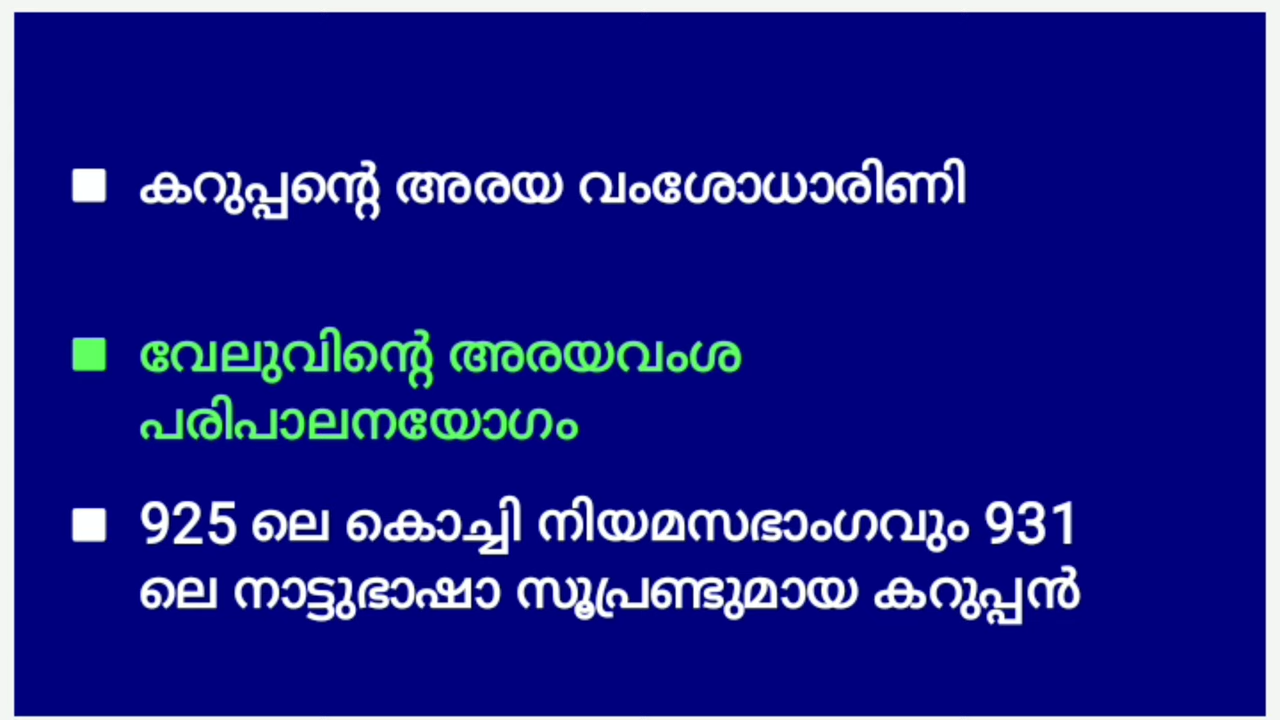 കറുപ്പന്റെ അരയ വംശോധാരിണി
വേലുവിന്റെ അരയവംശ
പരിപാലനയോഗം
925 ലെ കൊച്ചി നിയമസഭാംഗവും 931
ലെ നാട്ടുഭാഷാ സൂപ്രണ്ടുമായ കറുപ്പൻ